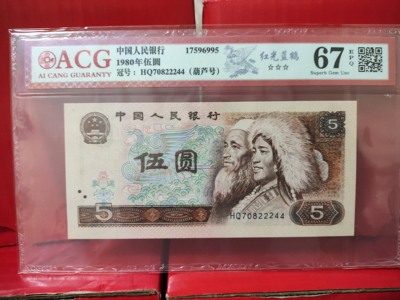 ACG
AI CANG GUARANTY
中国人民银行 17596995
1980年伍圆
冠号：HQ70822244（葫芦号）
红光蓝鹤
☆☆☆
67 EPQ
Superb Gem Unc
中国人民银行
伍圆
5
5
5
HQ70822244